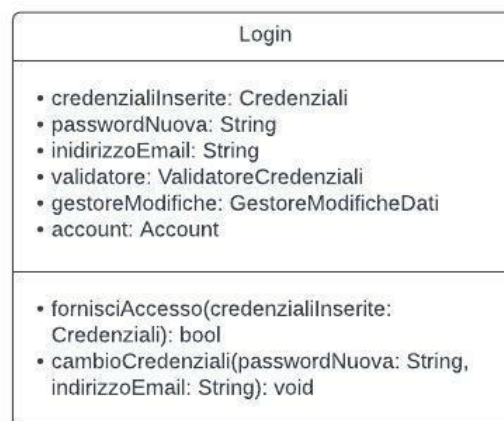 Login
• credenzialiInserite: Credenziali
• passwordNuova: String
• inidirizzoEmail: String
• validatore: ValidatoreCredenziali
• gestoreModifiche: GestoreModificheDati
• account: Account
• fornisciAccesso(credenzialiInserite:
Credenziali): bool
• cambioCredenziali(passwordNuova: String,
indirizzoEmail: String): void